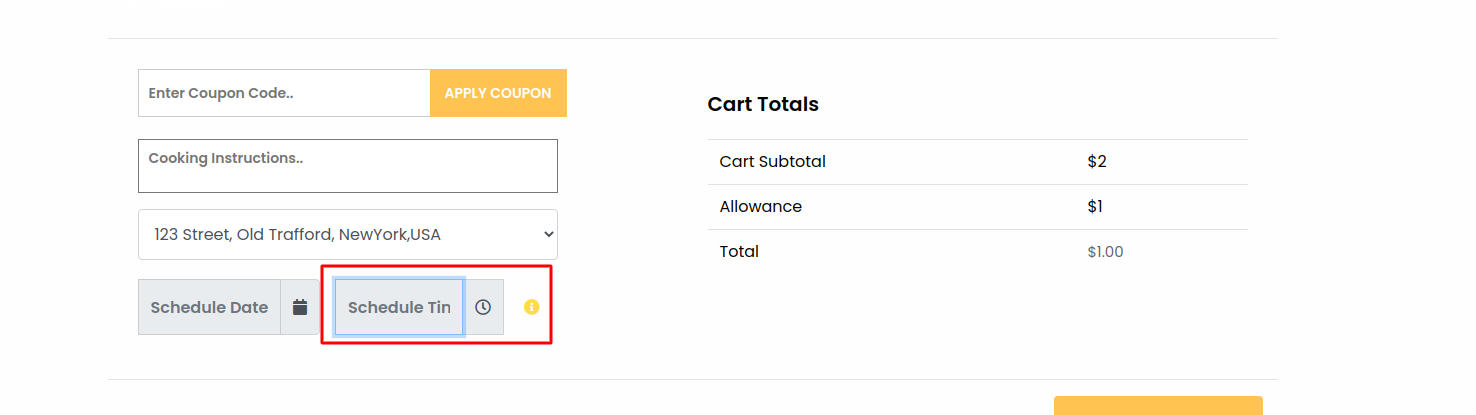 Enter Coupon Code..
APPLY COUPON
Cooking Instructions..
123 Street, Old Trafford, NewYork,USA
Schedule Date
Schedule Tin
Cart Totals
Cart Subtotal $2
Allowance $1
Total $1.00